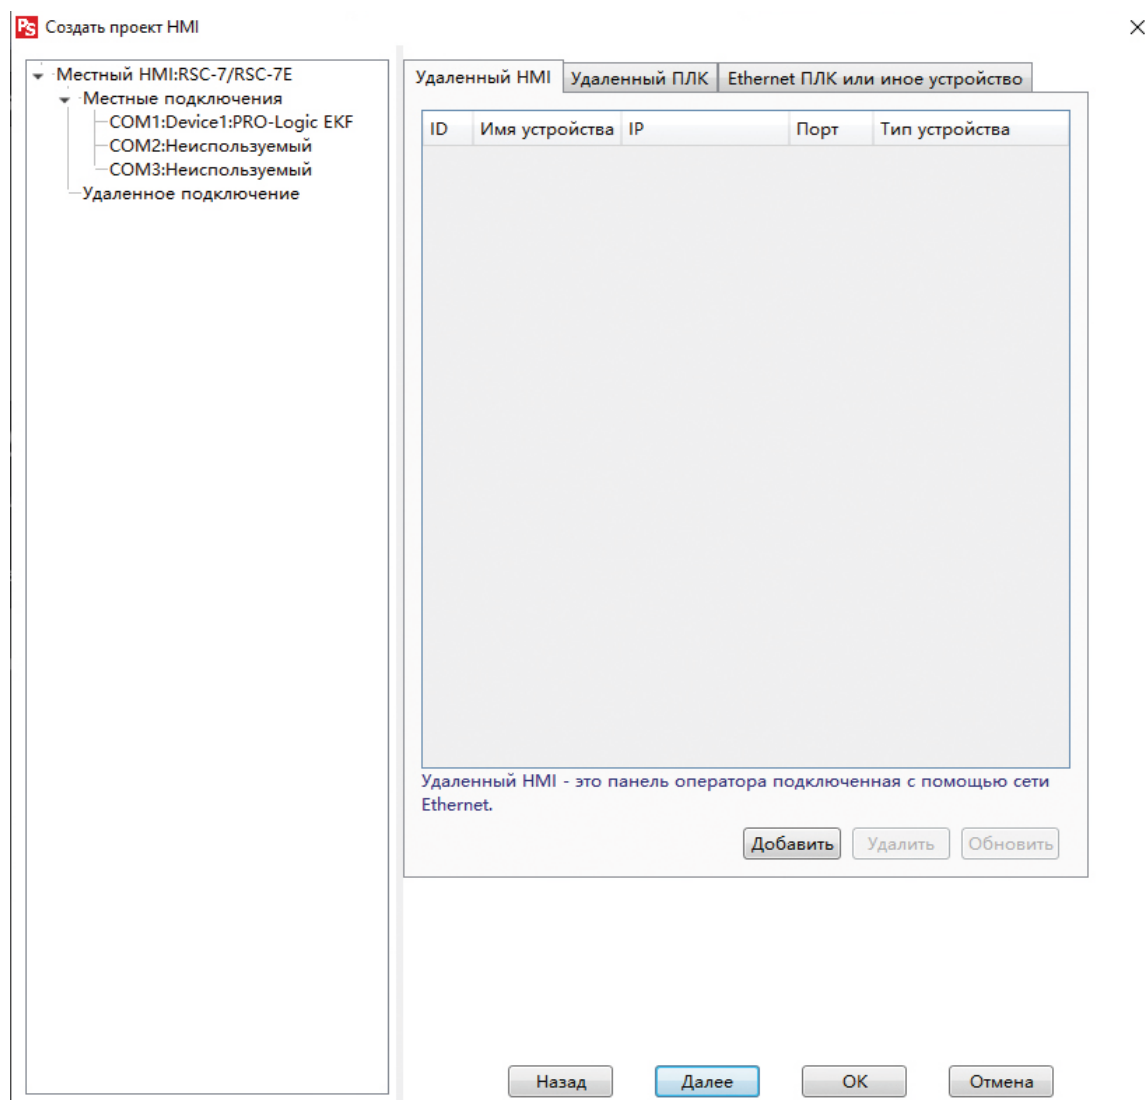 PS Создать проект HMI
Местный HMI:RSC-7/RSC-7E
Местные подключения
COM1:Device1:PRO-Logic EKF
COM2:Неиспользуемый
COM3:Неиспользуемый
Удаленное подключение
Удаленный HMI Удаленный ПЛК Ethernet ПЛК или иное устройство
ID Имя устройства IP Порт Тип устройства
Удаленный HMI - это панель оператора подключенная с помощью сети
Ethernet.
Добавить Удалить Обновить
Назад Далее OK Отмена